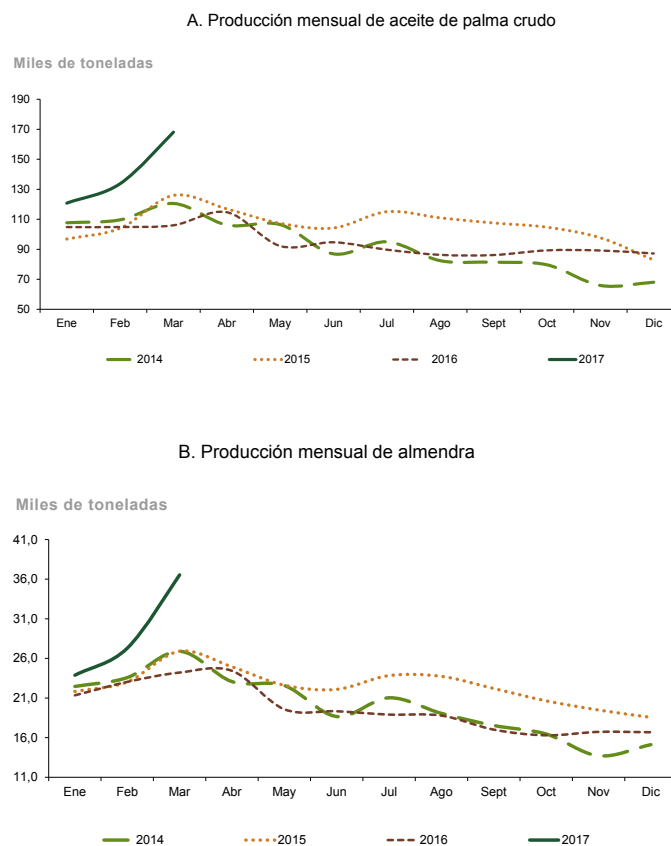 A. Producción mensual de aceite de palma crudo
Miles de toneladas
190
170
150
130
110
90
70
50
Ene Feb Mar Abr May Jun Jul Ago Sept Oct Nov Dic
2014 2015 2016 2017
B. Producción mensual de almendra
Miles de toneladas
41,0
36,0
31,0
26,0
21,0
16,0
11,0
Ene Feb Mar Abr May Jun Jul Ago Sept Oct Nov Dic
2014 2015 2016 2017